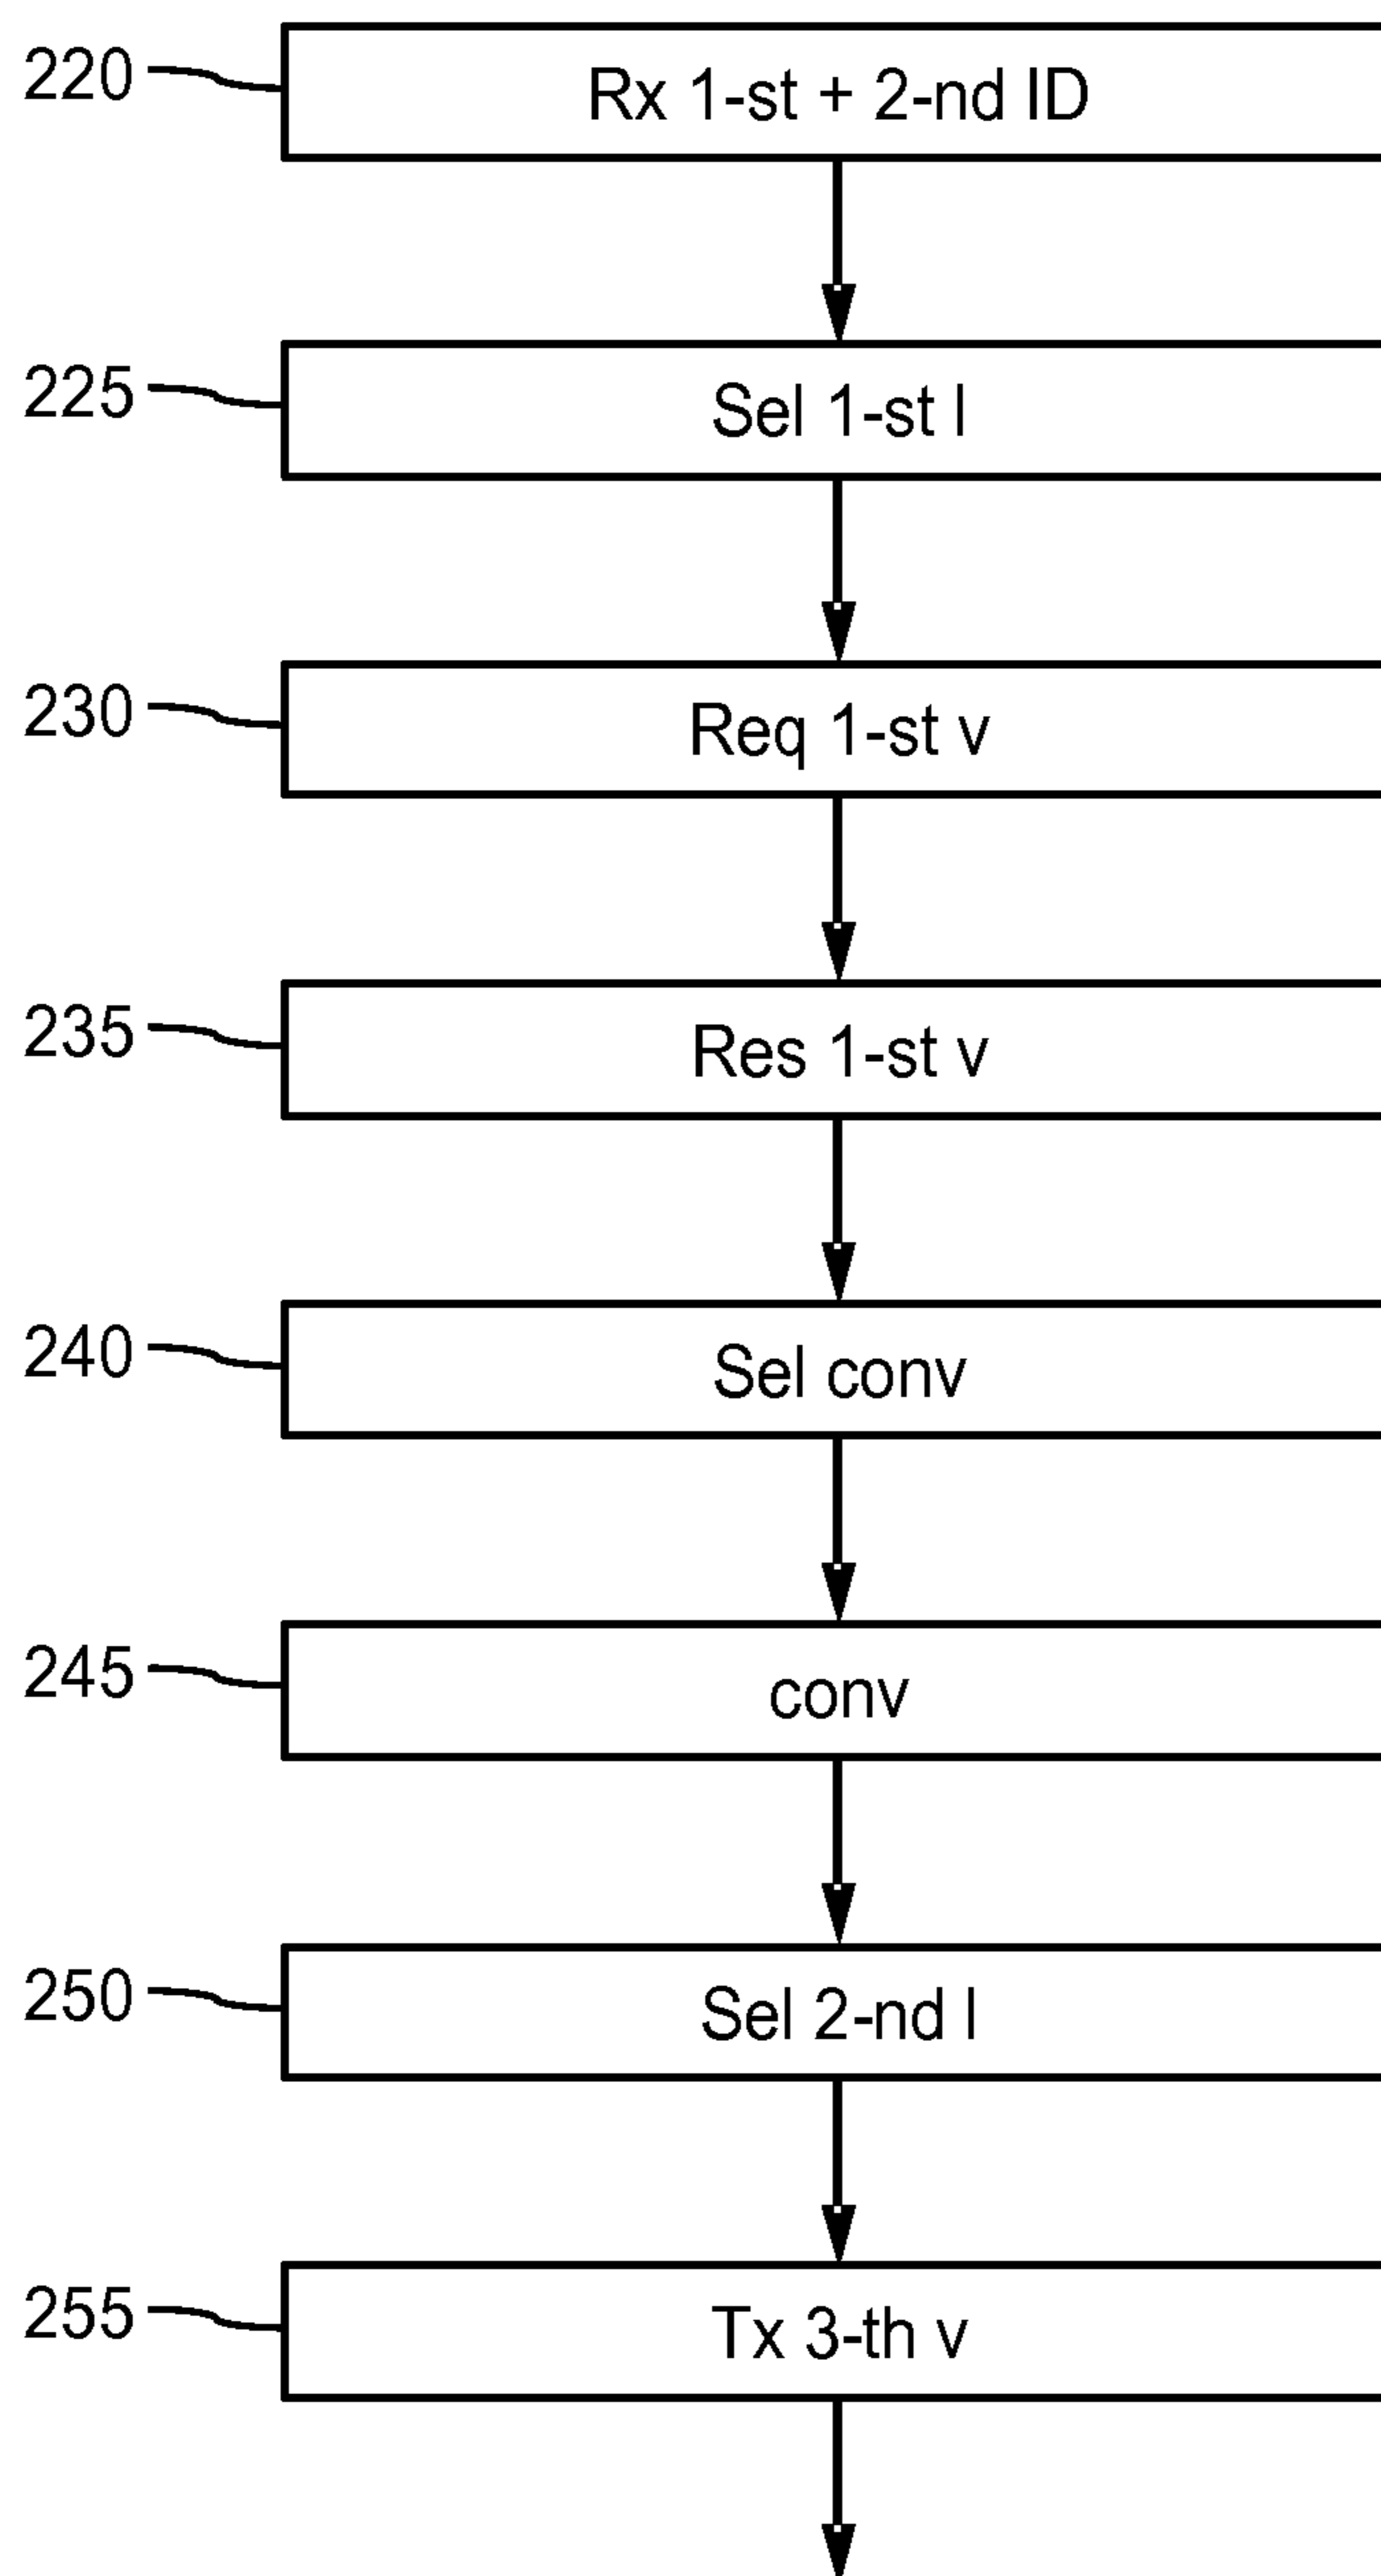 220 Rx 1-st + 2-nd ID
225 Sel 1-st l
230 Req 1-st v
235 Res 1-st v
240 Sel conv
245 conv
250 Sel 2-nd l
255 Tx 3-th v